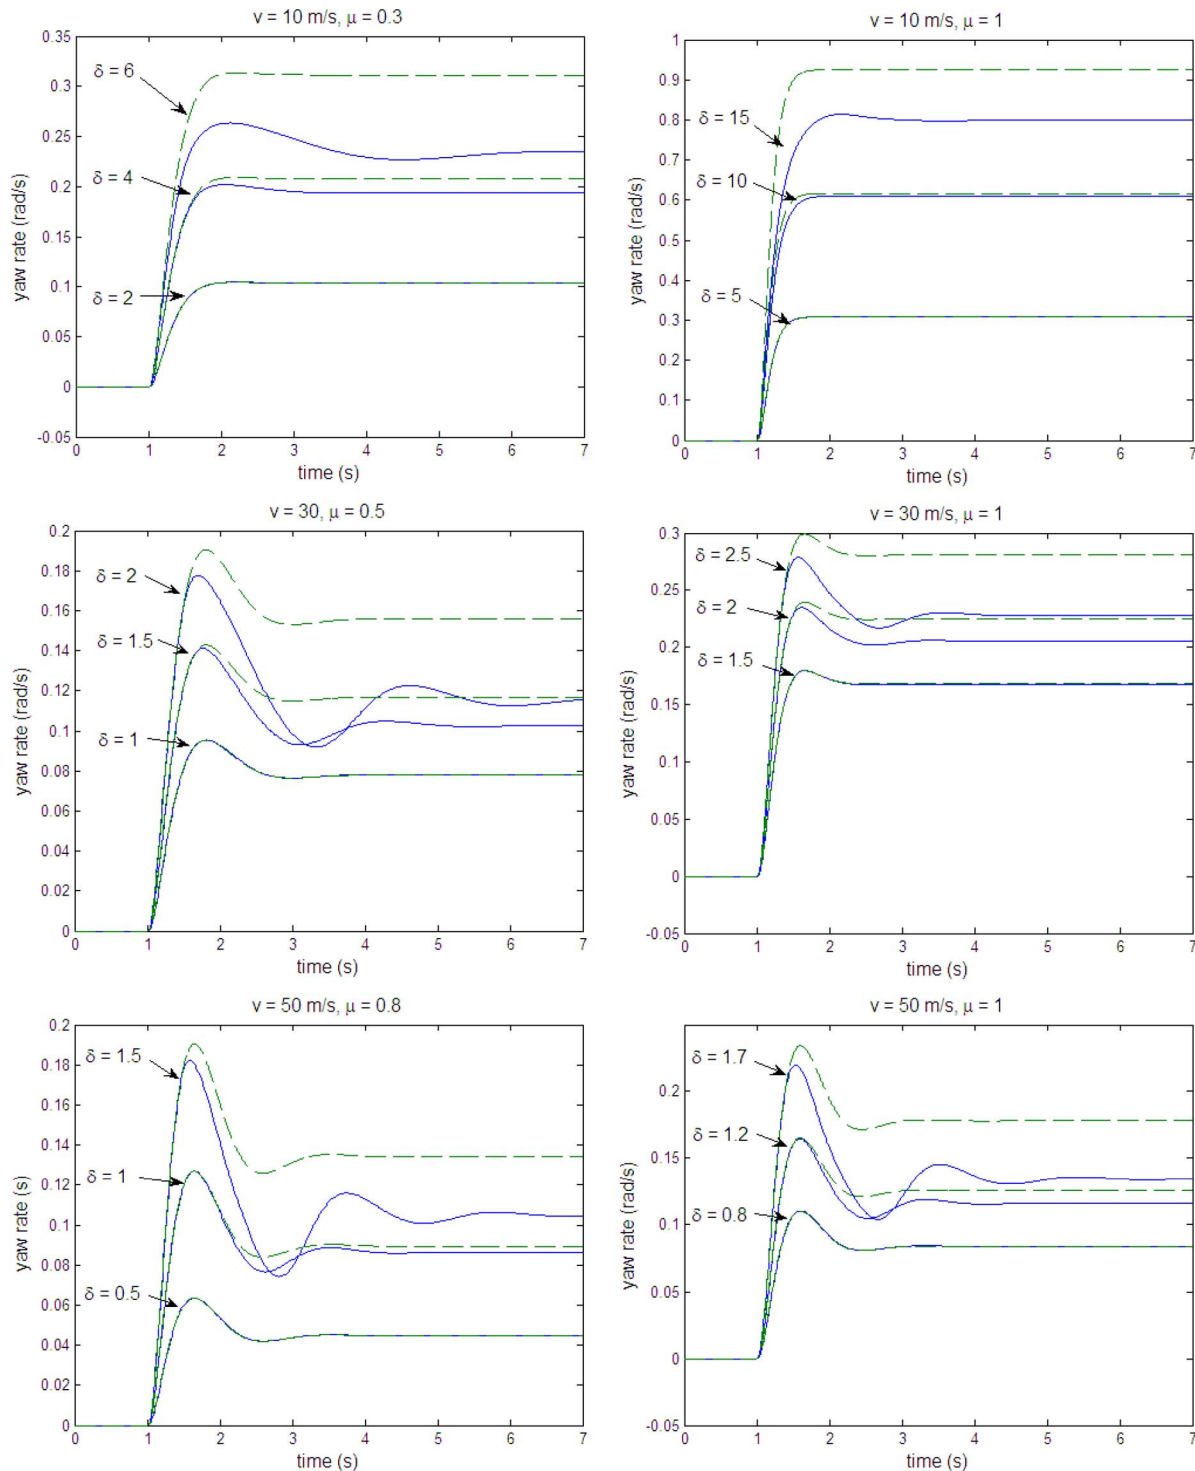 v = 10 m/s, μ = 0.3
0.35
0.3
0.25
0.2
0.15
0.1
0.05
0
-0.05
yaw rate (rad/s)
δ = 6
δ = 4
δ = 2
0 1 2 3 4 5 6 7
time (s)
v = 10 m/s, μ = 1
1
0.9
0.8
0.7
0.6
0.5
0.4
0.3
0.2
0.1
0
yaw rate (rad/s)
δ = 15
δ = 10
δ = 5
0 1 2 3 4 5 6 7
time (s)
v = 30, μ = 0.5
0.2
0.18
0.16
0.14
0.12
0.1
0.08
0.06
0.04
0.02
0
yaw rate (rad/s)
δ = 2
δ = 1.5
δ = 1
0 1 2 3 4 5 6 7
time (s)
v = 30 m/s, μ = 1
0.3
0.25
0.2
0.15
0.1
0.05
0
-0.05
yaw rate (rad/s)
δ = 2.5
δ = 2
δ = 1.5
0 1 2 3 4 5 6 7
time (s)
v = 50 m/s, μ = 0.8
0.2
0.18
0.16
0.14
0.12
0.1
0.08
0.06
0.04
0.02
0
yaw rate (s)
δ = 1.5
δ = 1
δ = 0.5
0 1 2 3 4 5 6 7
time (s)
v = 50 m/s, μ = 1
0.2
0.15
0.1
0.05
0
-0.05
yaw rate (rad/s)
δ = 1.7
δ = 1.2
δ = 0.8
0 1 2 3 4 5 6 7
time (s)